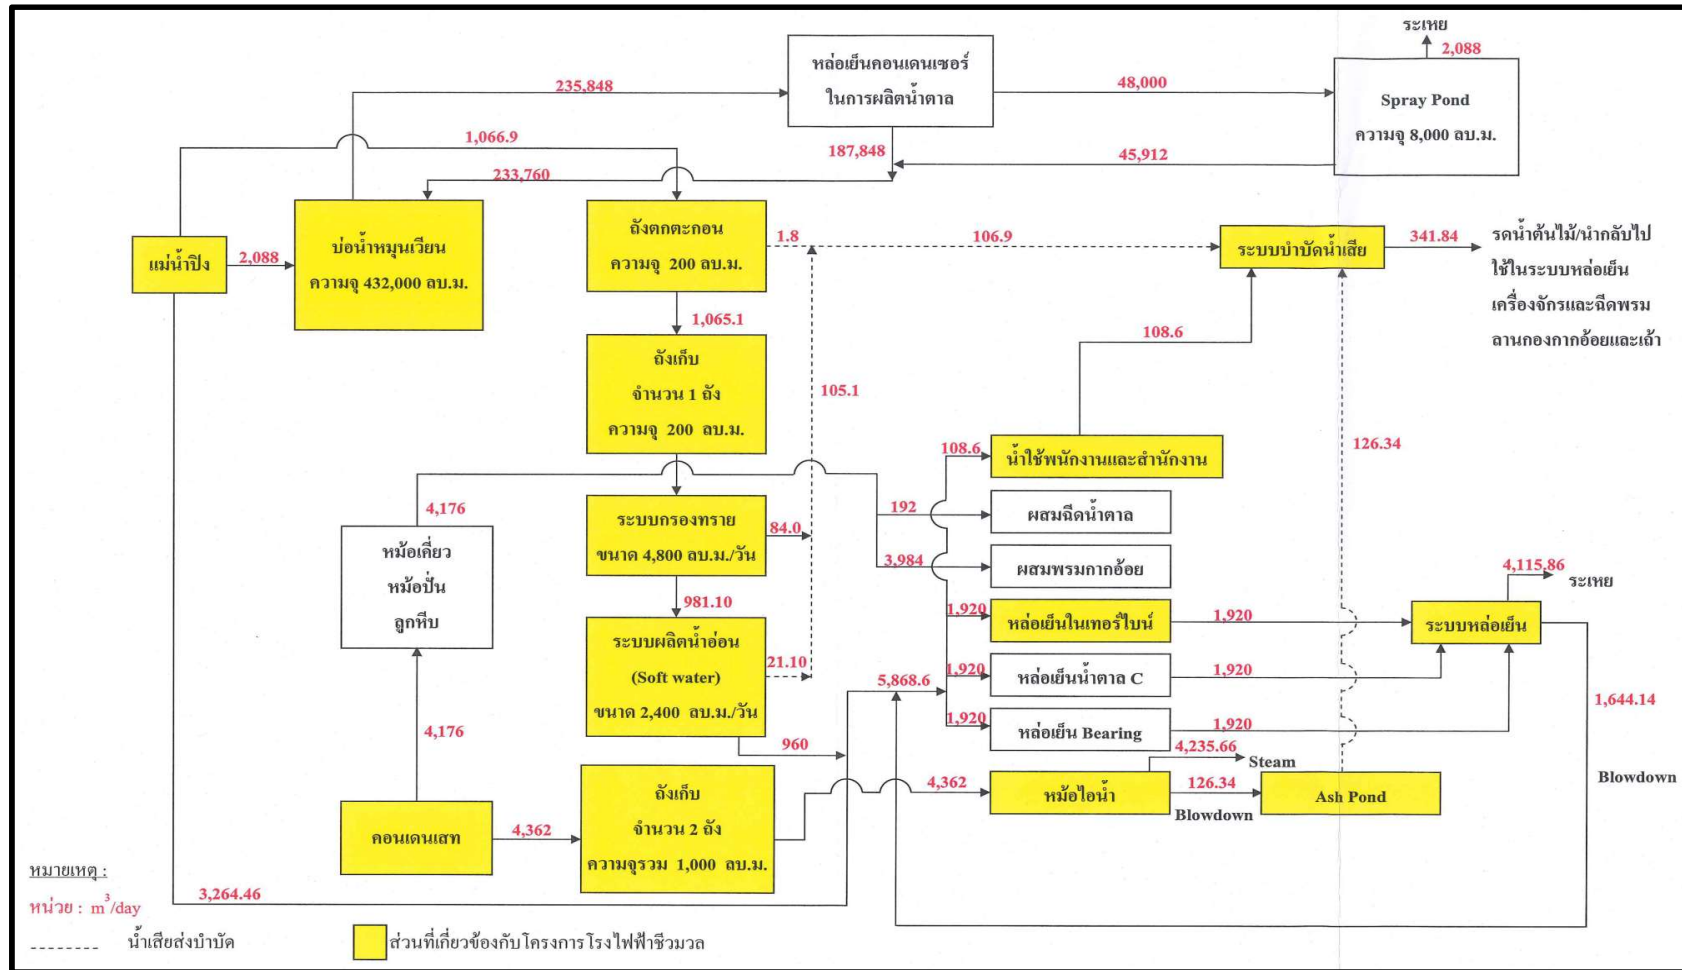 ระเหย
2,088
หล่อเย็นคอนเดนเซอร์
ในการผลิตน้ำตาล
235,848
48,000
Spray Pond
ความจุ 8,000 ลบ.ม.
1,066.9
187,848
45,912
233,760
แม่น้ำปิง
2,088
บ่อน้ำหมุนเวียน
ความจุ 432,000 ลบ.ม.
ถังตกตะกอน
ความจุ 200 ลบ.ม.
1.8
106.9
ระบบบำบัดน้ำเสีย
341.84
รดน้ำต้นไม้/นำกลับไป
ใช้ในระบบหล่อเย็น
เครื่องจักรและฉีดพรม
ลานกองกากอ้อยและเถ้า
1,065.1
108.6
ถังเก็บ
จำนวน 1 ถัง
ความจุ 200 ลบ.ม.
105.1
126.34
108.6
น้ำใช้พนักงานและสำนักงาน
4,176
ระบบกรองทราย
ขนาด 4,800 ลบ.ม./วัน
84.0
192
ผสมฉีดน้ำตาล
หม้อเคี่ยว
หม้อปั่น
ลูกหีบ
3,984
ผสมพรมกากอ้อย
4,115.86
ระเหย
981.10
1,920
หล่อเย็นในเทอร์ไบน์
1,920
ระบบหล่อเย็น
ระบบผลิตน้ำอ่อน
(Soft water)
ขนาด 2,400 ลบ.ม./วัน
21.10
5,868.6
1,920
หล่อเย็นน้ำตาล C
1,920
1,644.14
1,920
หล่อเย็น Bearing
1,920
4,176
960
4,235.66
Steam
Blowdown
ถังเก็บ
จำนวน 2 ถัง
ความจุรวม 1,000 ลบ.ม.
4,362
หม้อไอน้ำ
126.34
Blowdown
Ash Pond
คอนเดนเสท
4,362
หมายเหตุ :
3,264.46
หน่วย : m³/day
น้ำเสียส่งบำบัด
ส่วนที่เกี่ยวข้องกับโครงการโรงไฟฟ้าชีวมวล